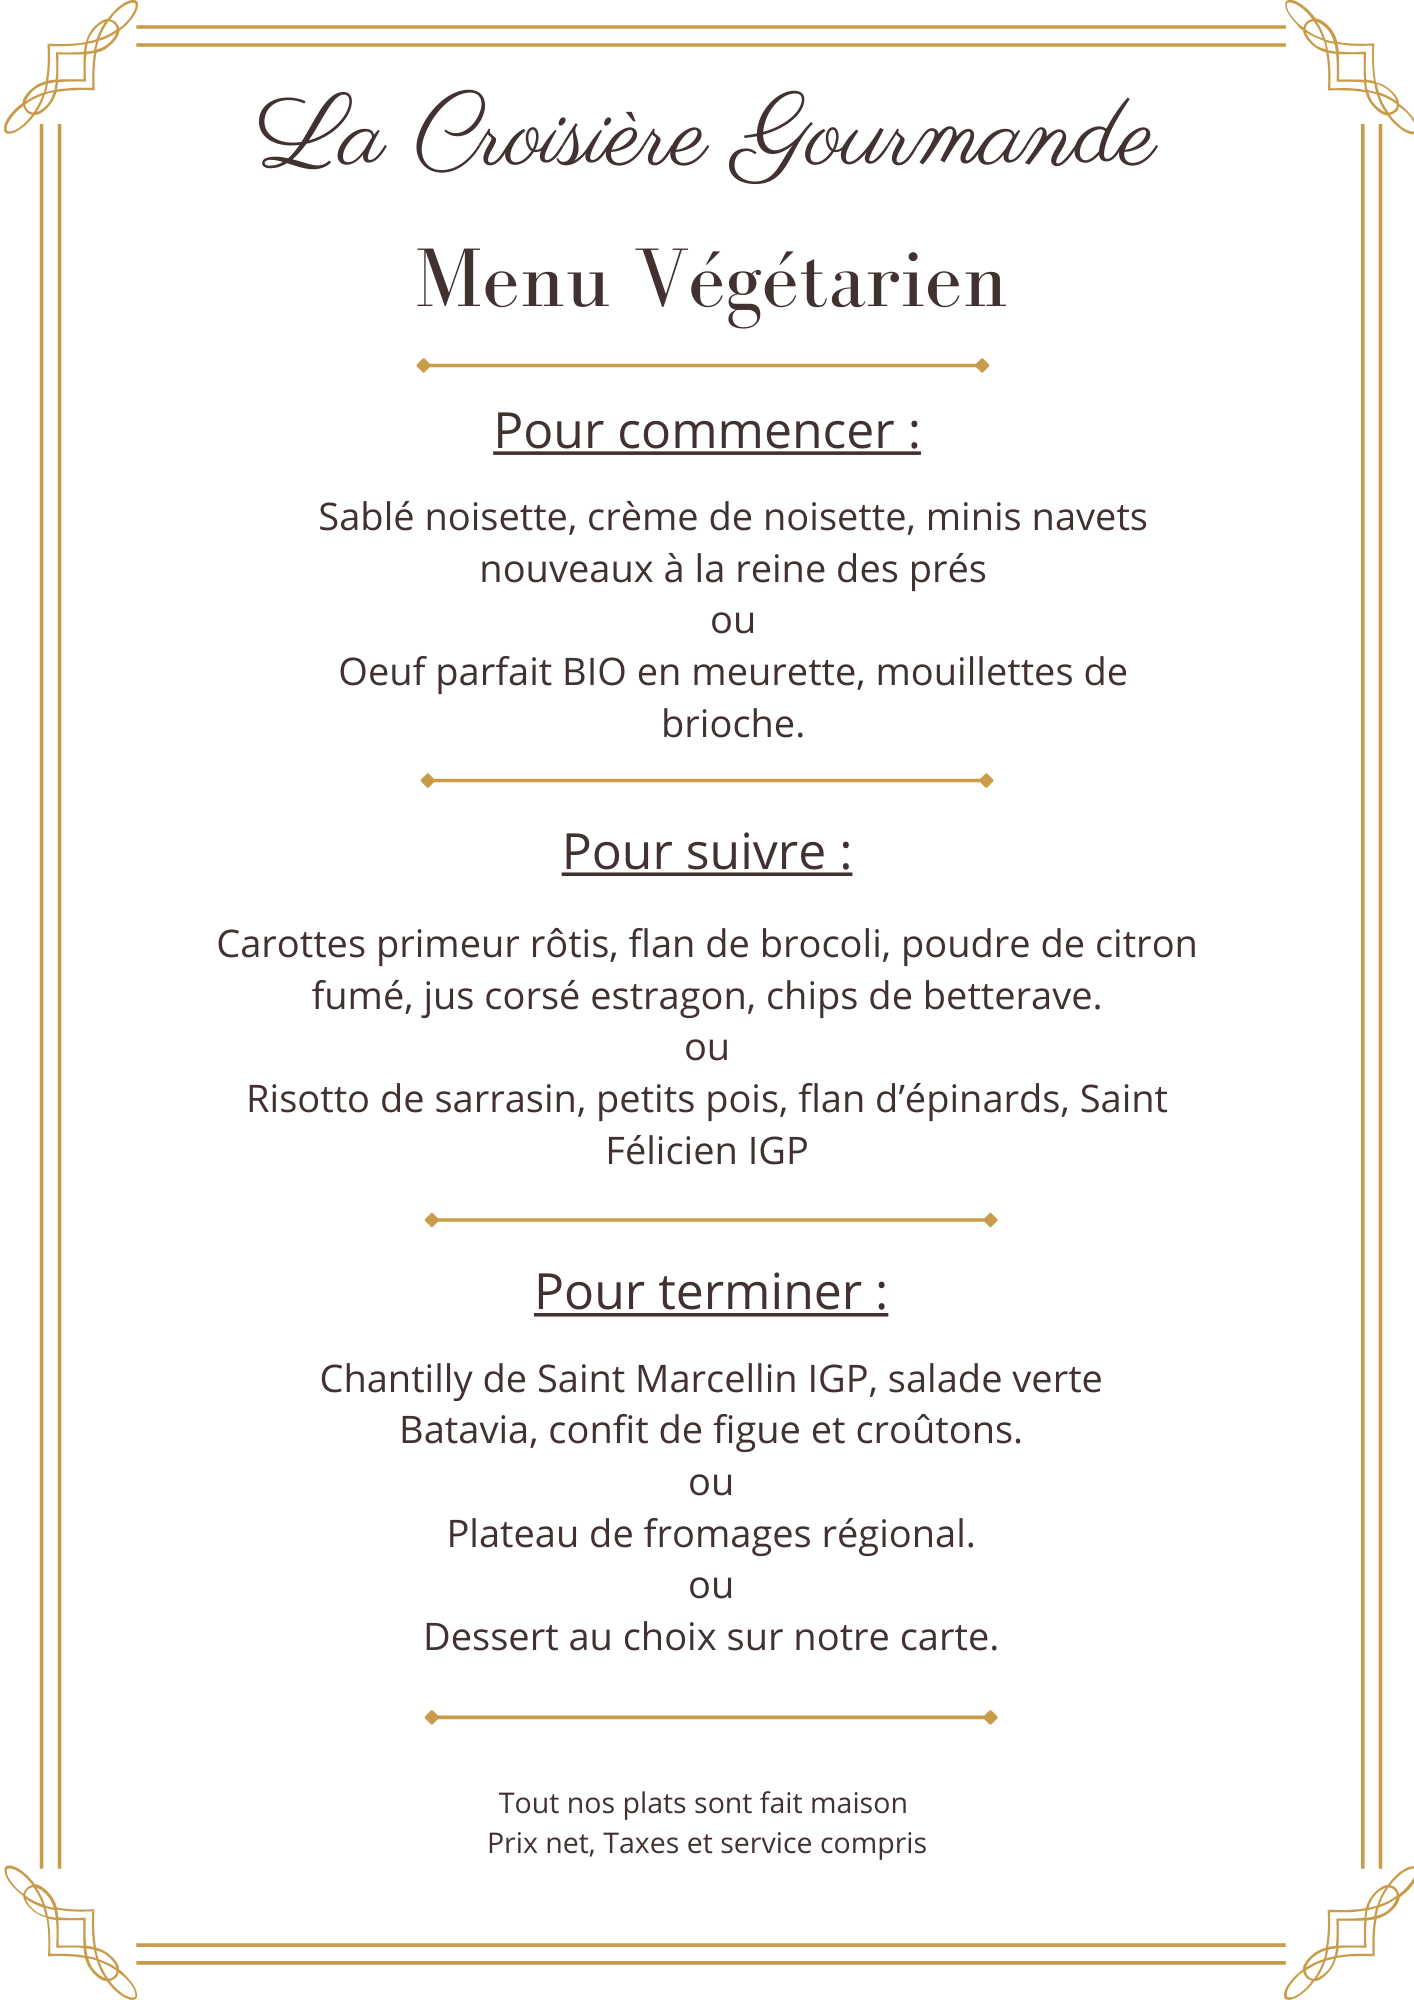 La Croisière Gourmande
Menu Végétarien
Pour commencer :
Sablé noisette, crème de noisette, minis navets
nouveaux à la reine des prés
ou
Oeuf parfait BIO en meurette, mouillettes de
brioche.
Pour suivre :
Carottes primeur rôtis, flan de brocoli, poudre de citron
fumé, jus corsé estragon, chips de betterave.
ou
Risotto de sarrasin, petits pois, flan d’épinards, Saint
Félicien IGP
Pour terminer :
Chantilly de Saint Marcellin IGP, salade verte
Batavia, confit de figue et croûtons.
ou
Plateau de fromages régional.
ou
Dessert au choix sur notre carte.
Tout nos plats sont fait maison
Prix net, Taxes et service compris